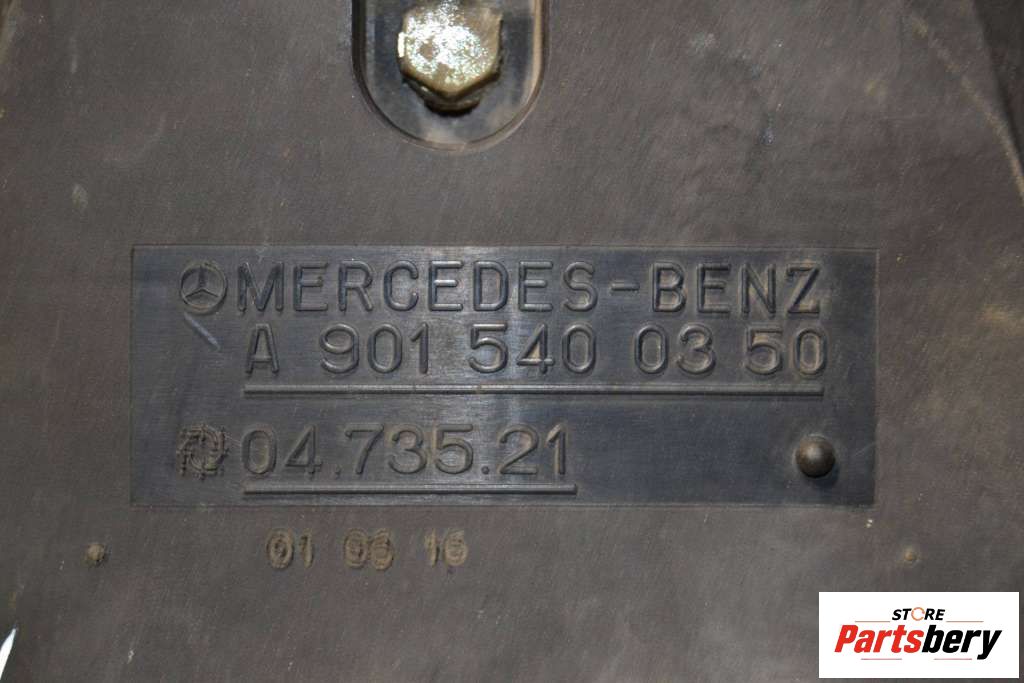 MERCEDES-BENZ
A 901 540 03 50
04.735.21
STORE
Partsbery